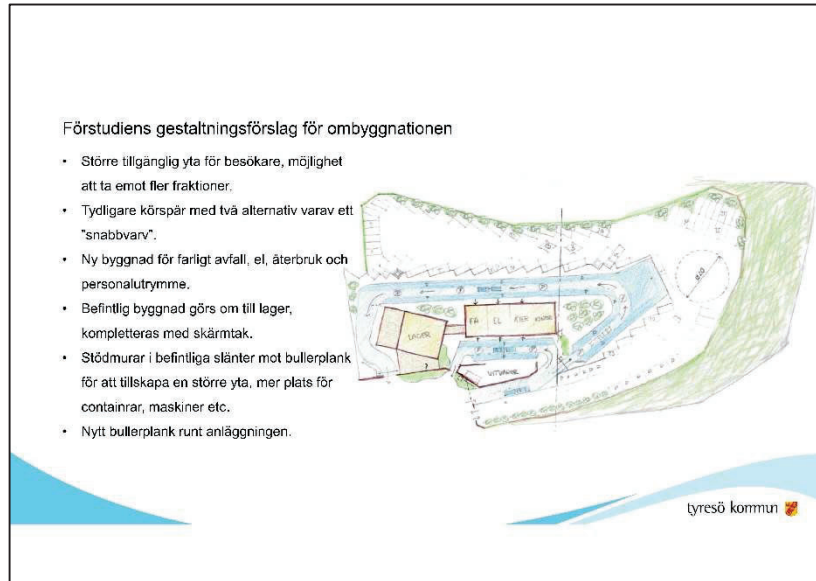 Förstudiens gestaltningsförslag för ombyggnationen
• Större tillgänglig yta för besökare, möjlighet
att ta emot fler fraktioner.
• Tydligare körspår med två alternativ varav ett
"snabbvarv".
• Ny byggnad för farligt avfall, el, återbruk och
personalutrymme.
• Befintlig byggnad görs om till lager,
kompletteras med skärmtak.
• Stödmurar i befintliga slänter mot bullerplank
för att tillskapa en större yta, mer plats för
containrar, maskiner etc.
• Nytt bullerplank runt anläggningen.
LAGER
FA EL
?
tyresö kommun